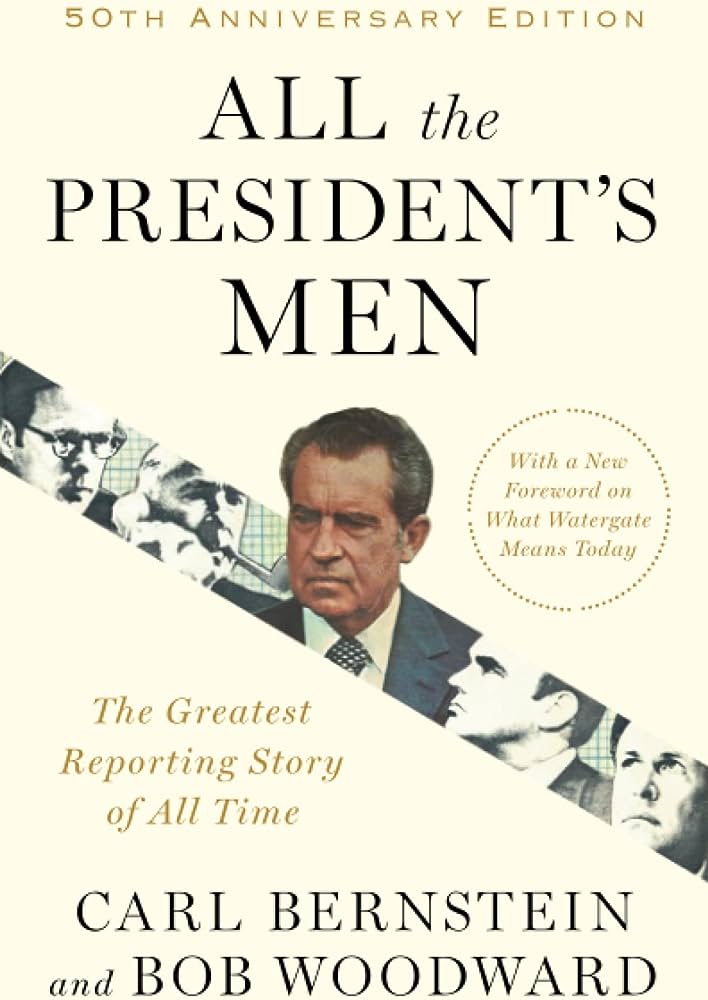 50TH ANNIVERSARY EDITION
ALL the
PRESIDENT’S
MEN
With a New
Foreword on
What Watergate
Means Today
The Greatest
Reporting Story
of All Time
CARL BERNSTEIN
and BOB WOODWARD